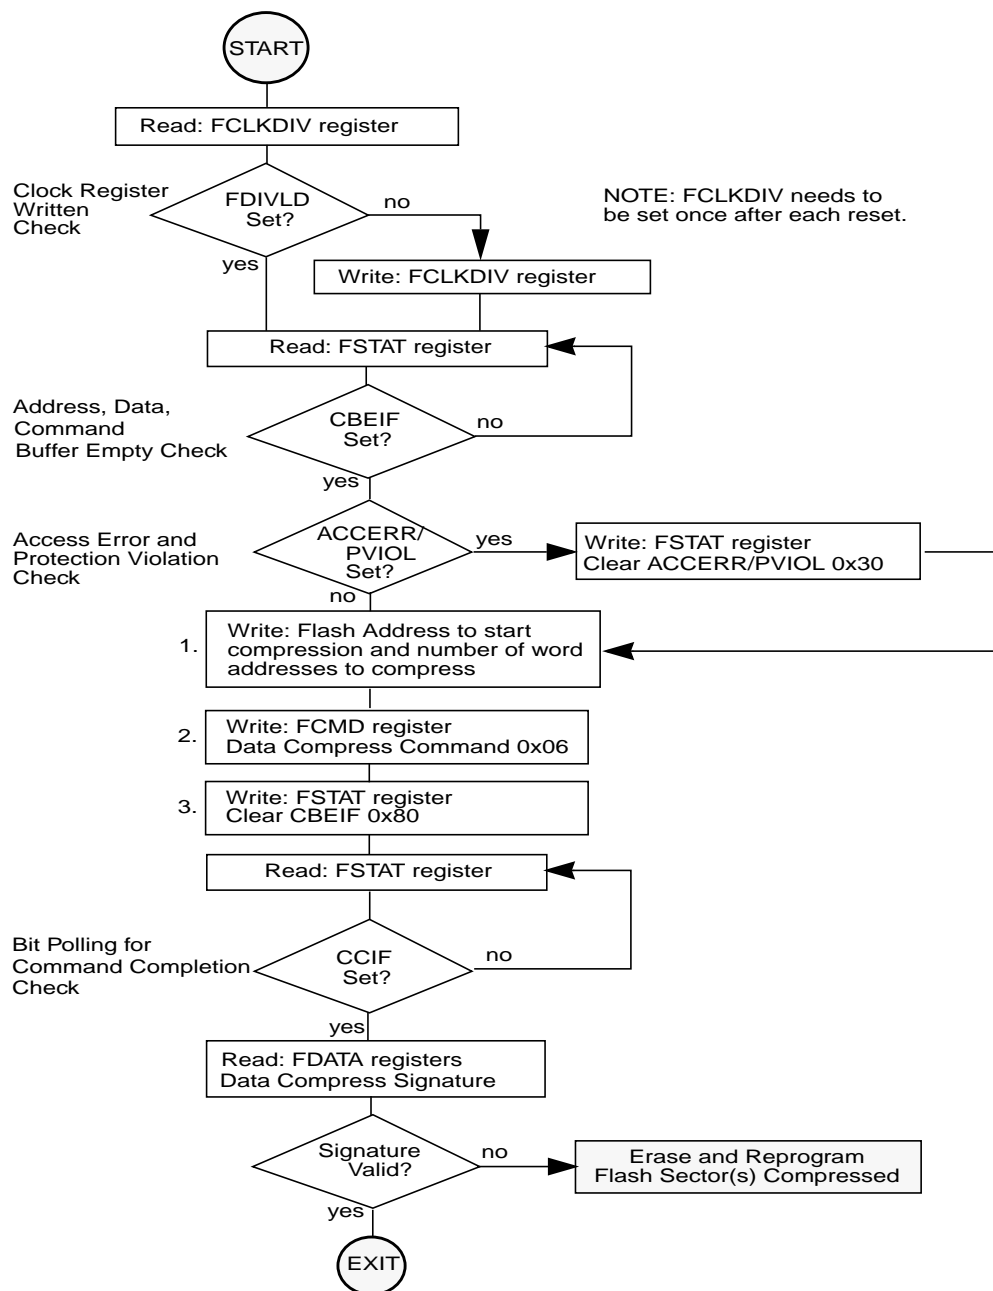 START
Read: FCLKDIV register
Clock Register
Written
Check
FDIVLD
Set?
no
yes
NOTE: FCLKDIV needs to
be set once after each reset.
Write: FCLKDIV register
Read: FSTAT register
Address, Data,
Command
Buffer Empty Check
CBEIF
Set?
no
yes
Access Error and
Protection Violation
Check
ACCERR/
PVIOL
Set?
yes
no
Write: FSTAT register
Clear ACCERR/PVIOL 0x30
1.
Write: Flash Address to start
compression and number of word
addresses to compress
2.
Write: FCMD register
Data Compress Command 0x06
3.
Write: FSTAT register
Clear CBEIF 0x80
Read: FSTAT register
Bit Polling for
Command Completion
Check
CCIF
Set?
no
yes
Read: FDATA registers
Data Compress Signature
Signature
Valid?
no
yes
Erase and Reprogram
Flash Sector(s) Compressed
EXIT